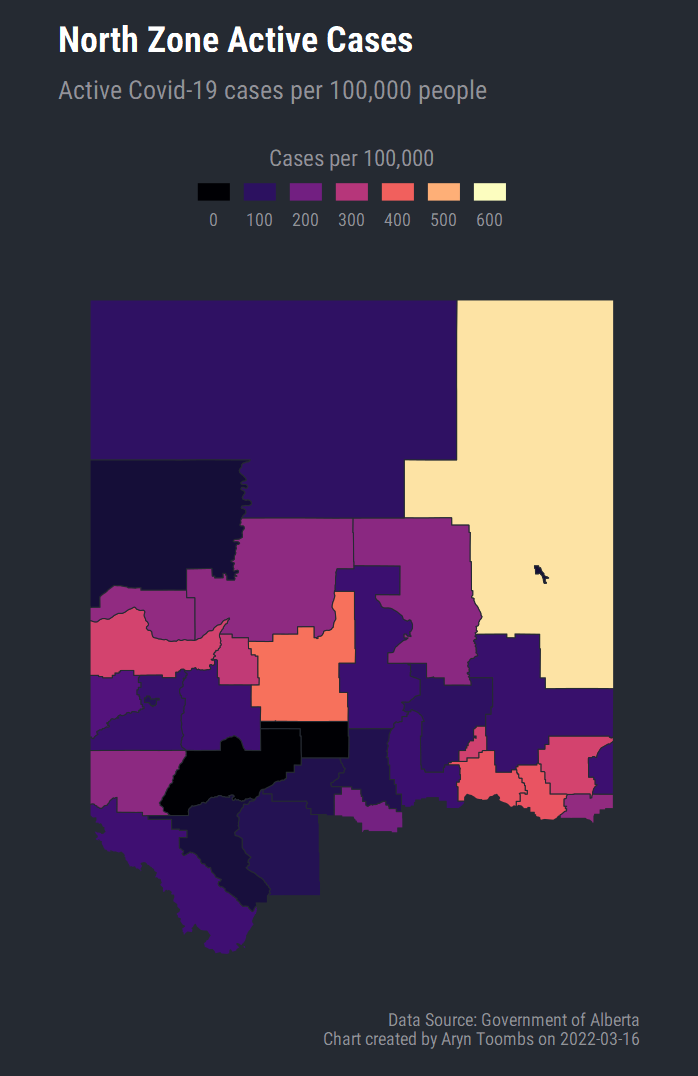 North Zone Active Cases
Active Covid-19 cases per 100,000 people
Cases per 100,000
0 100 200 300 400 500 600
Data Source: Government of Alberta
Chart created by Aryn Toombs on 2022-03-16